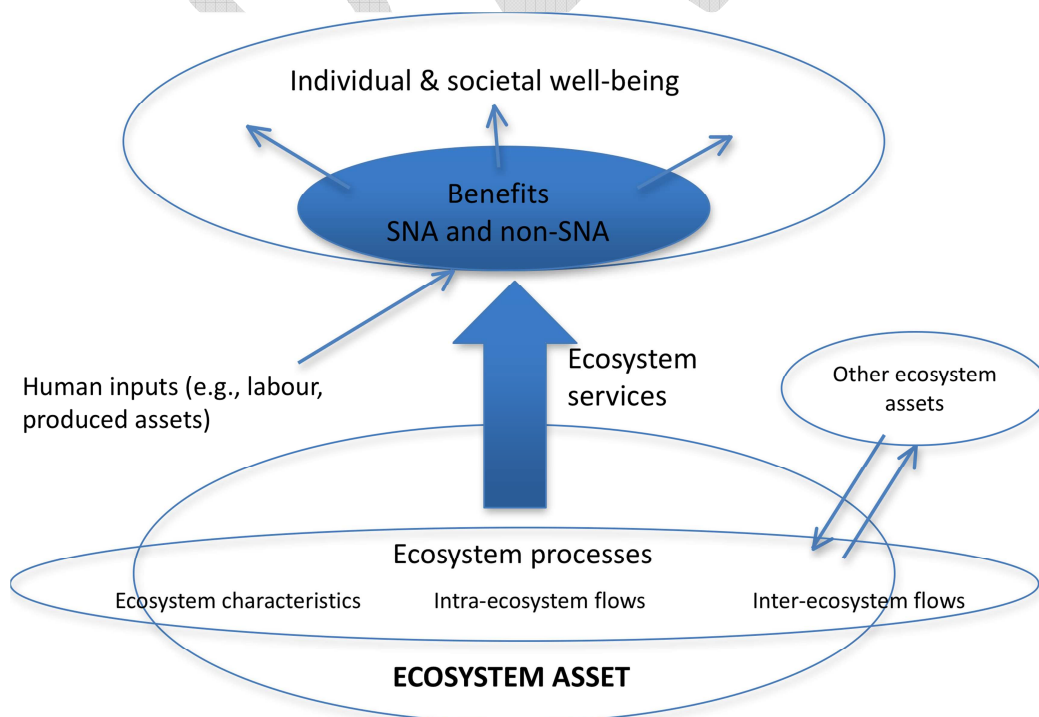 Individual & societal well-being
Benefits
SNA and non-SNA
Ecosystem
services
Human inputs (e.g., labour,
produced assets)
Other ecosystem
assets
Ecosystem processes
Ecosystem characteristics
Intra-ecosystem flows
Inter-ecosystem flows
ECOSYSTEM ASSET